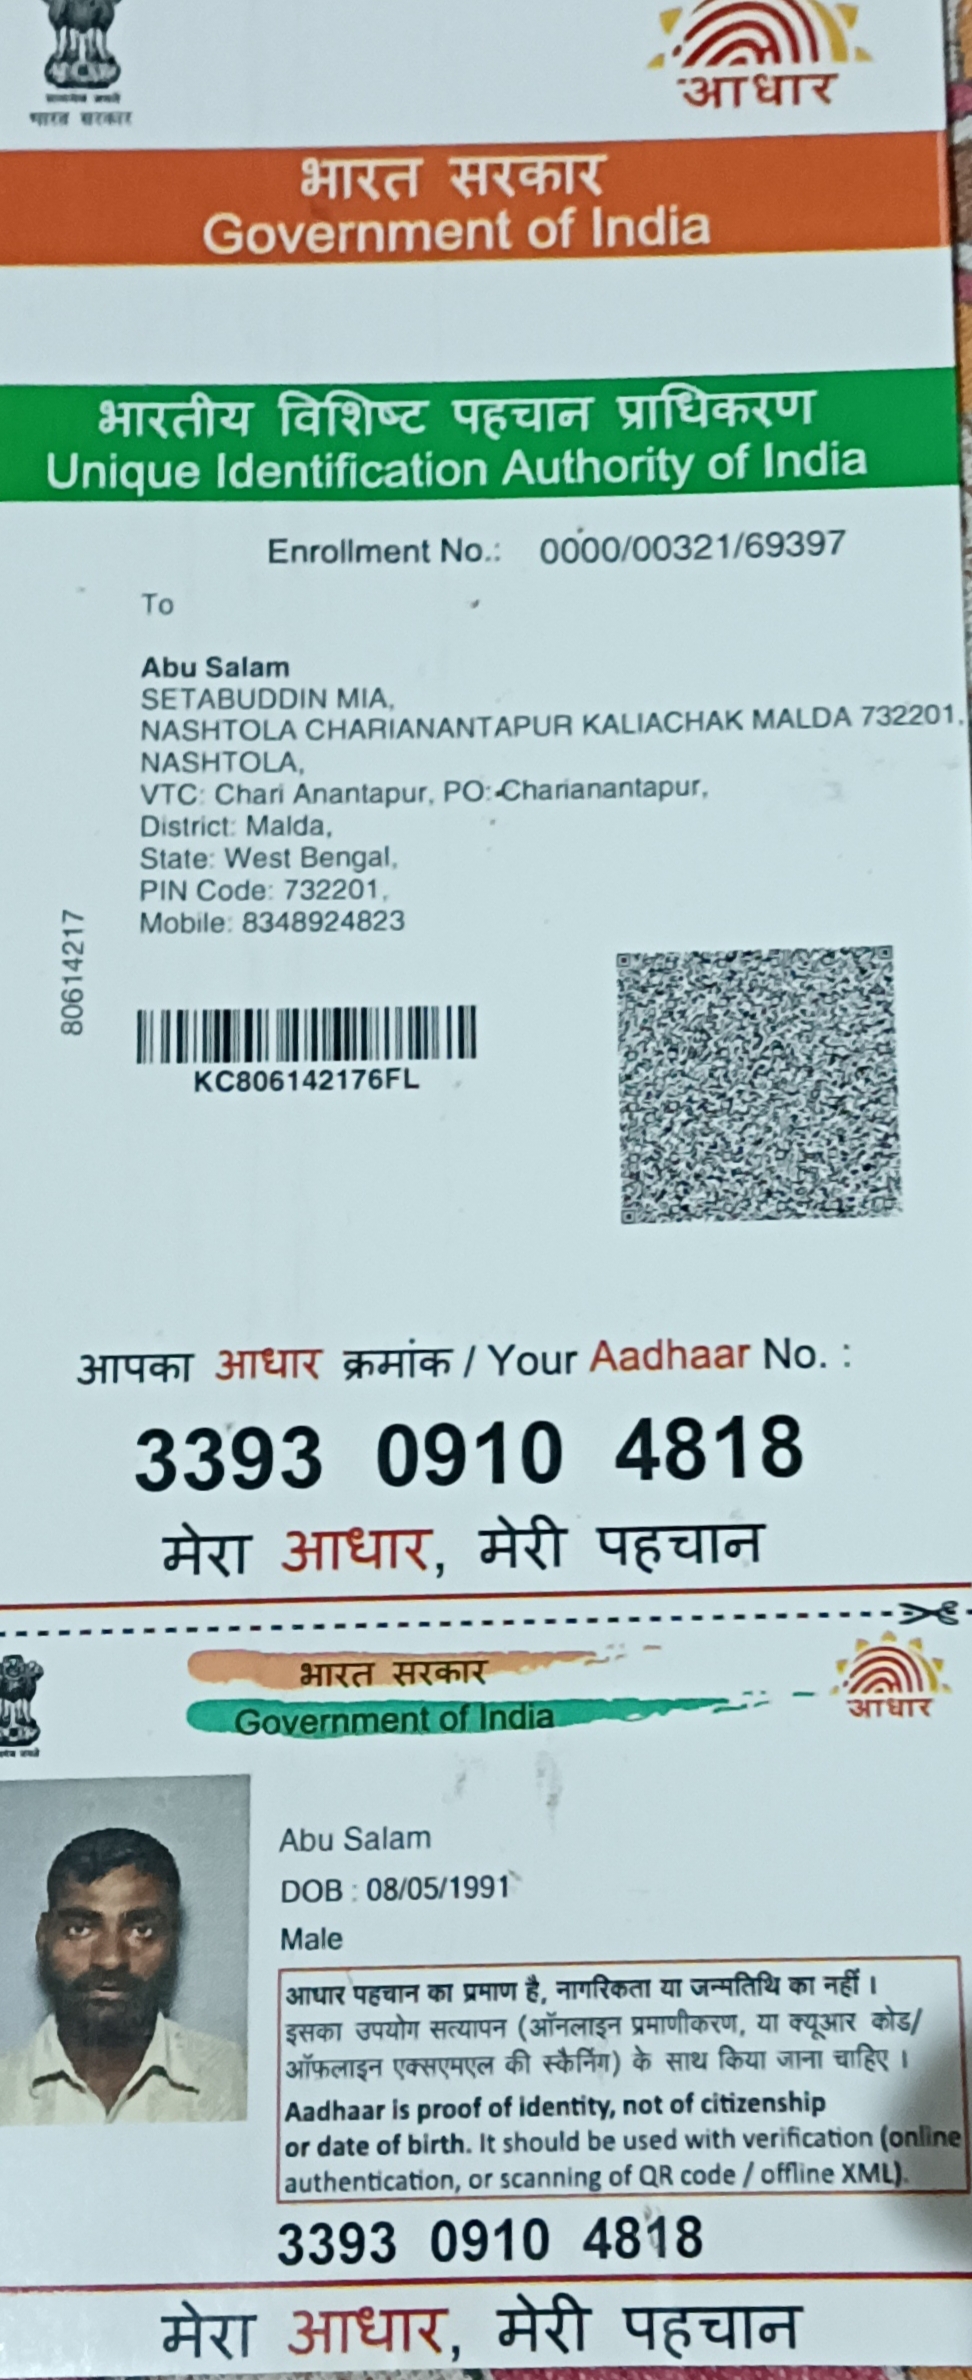 भारत सरकार
आधार
भारत सरकार
Government of India
भारतीय विशिष्ट पहचान प्राधिकरण
Unique Identification Authority of India
Enrollment No.: 0000/00321/69397
To
Abu Salam
SETABUDDIN MIA,
NASHTOLA CHARIANANTAPUR KALIACHAK MALDA 732201,
NASHTOLA,
VTC: Chari Anantapur, PO: Charianantapur,
District: Malda,
State: West Bengal,
PIN Code: 732201,
Mobile: 8348924823
80614217
KC806142176FL
आपका आधार क्रमांक / Your Aadhaar No. :
3393 0910 4818
मेरा आधार, मेरी पहचान
भारत सरकार
Government of India
आधार
Abu Salam
DOB : 08/05/1991
Male
आधार पहचान का प्रमाण है, नागरिकता या जन्मतिथि का नहीं ।
इसका उपयोग सत्यापन (ऑनलाइन प्रमाणीकरण, या क्यूआर कोड/
ऑफ़लाइन एक्सएमएल की स्कैनिंग) के साथ किया जाना चाहिए ।
Aadhaar is proof of identity, not of citizenship
or date of birth. It should be used with verification (online
authentication, or scanning of QR code / offline XML).
3393 0910 4818
मेरा आधार, मेरी पहचान